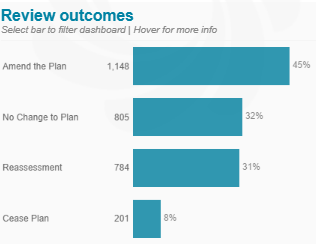 Review outcomes
Select bar to filter dashboard | Hover for more info
Amend the Plan 1,148 45%
No Change to Plan 805 32%
Reassessment 784 31%
Cease Plan 201 8%